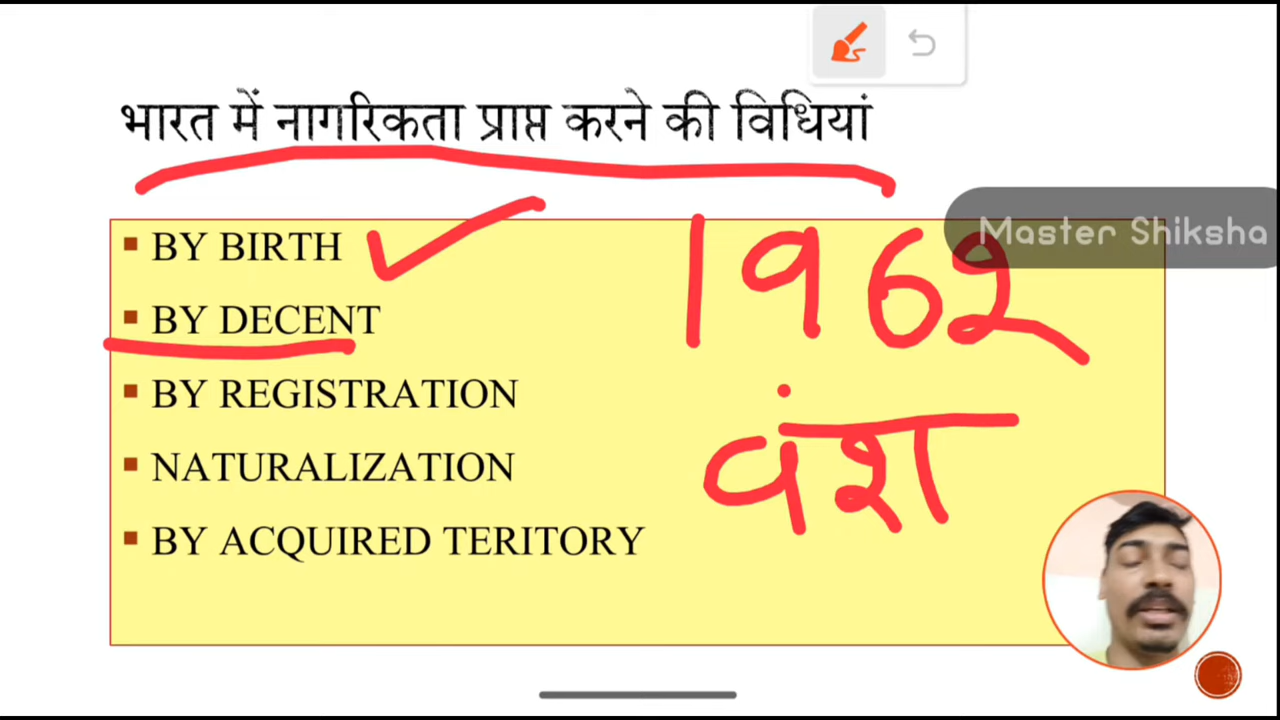 भारत में नागरिकता प्राप्त करने की विधियां
Master Shiksha
BY BIRTH
1962
BY DECENT
BY REGISTRATION
वंश
NATURALIZATION
BY ACQUIRED TERITORY